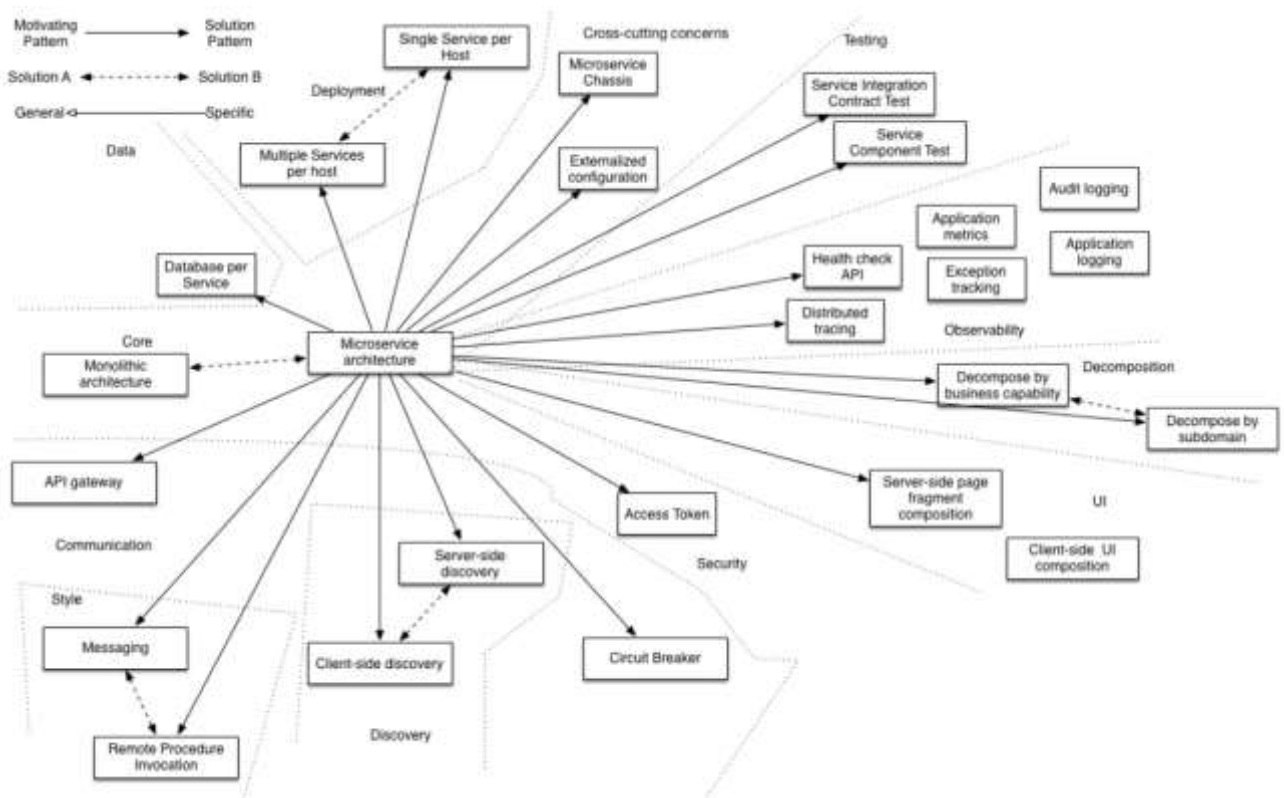 Motivating
Pattern
Solution
Pattern
Solution A
Solution B
General
Specific
Data
Deployment
Single Service per
Host
Multiple Services
per host
Cross-cutting concerns
Microservice
Chassis
Externalized
configuration
Testing
Service Integration
Contract Test
Service
Component Test
Audit logging
Application
metrics
Application
logging
Health check
API
Exception
tracking
Distributed
tracing
Observability
Database per
Service
Core
Monolithic
architecture
Microservice
architecture
Decomposition
Decompose by
business capability
Decompose by
subdomain
API gateway
Server-side page
fragment
composition
UI
Client-side UI
composition
Access Token
Security
Communication
Server-side
discovery
Style
Messaging
Client-side discovery
Circuit Breaker
Discovery
Remote Procedure
Invocation